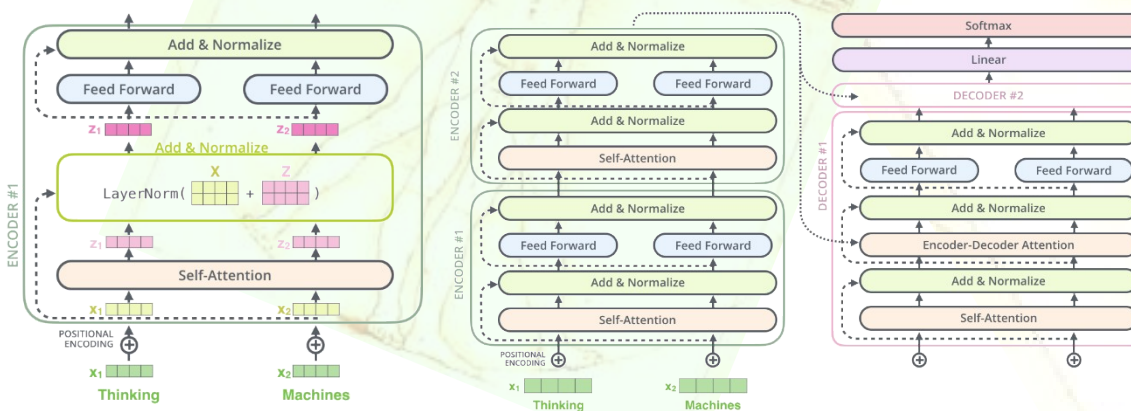 ENCODER #1
Add & Normalize
Feed Forward
Feed Forward
z1
z2
Add & Normalize
X
Z
LayerNorm( + )
z1
z2
Self-Attention
x1
x2
POSITIONAL
ENCODING
x1
x2
Thinking
Machines
ENCODER #2
Add & Normalize
Feed Forward
Feed Forward
Add & Normalize
Self-Attention
ENCODER #1
Add & Normalize
Feed Forward
Feed Forward
Add & Normalize
Self-Attention
POSITIONAL
ENCODING
x1
x2
Thinking
Machines
Softmax
Linear
DECODER #2
DECODER #1
Add & Normalize
Feed Forward
Feed Forward
Add & Normalize
Encoder-Decoder Attention
Add & Normalize
Self-Attention